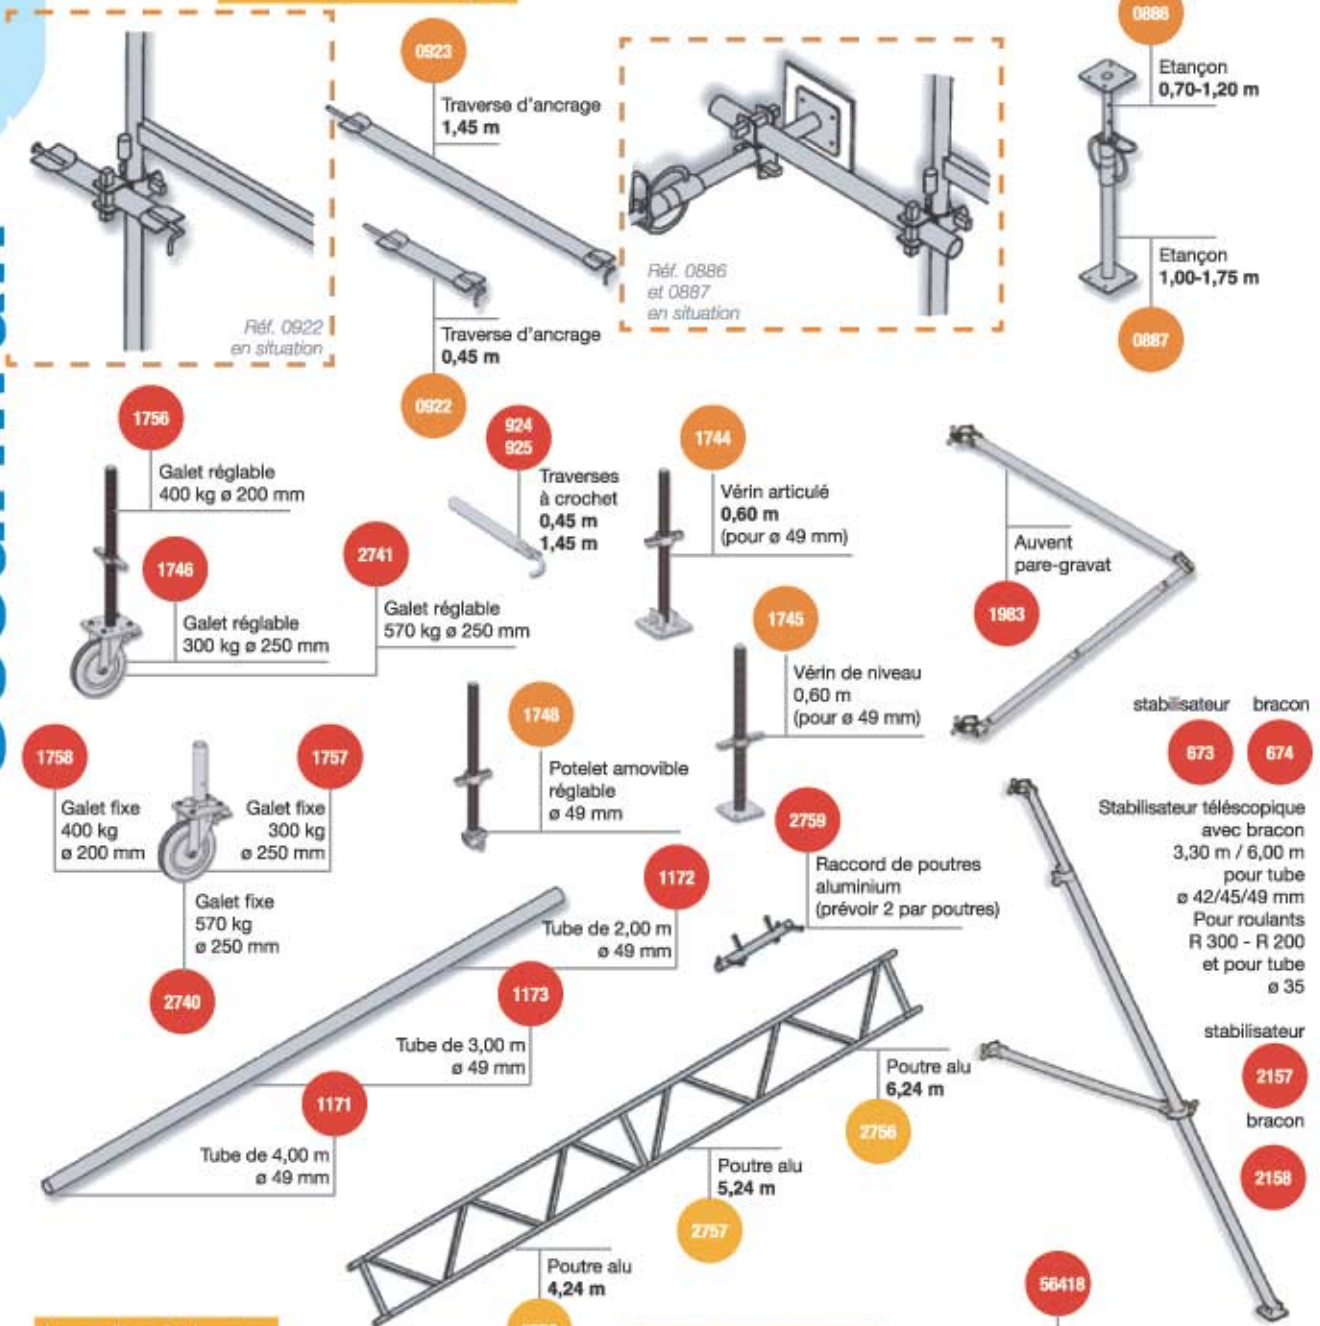 0923
Traverse d'ancrage
1,45 m
0886
Etançon
0,70-1,20 m
Réf. 0922
en situation
Traverse d'ancrage
0,45 m
0922
Réf. 0886
et 0887
en situation
Etançon
1,00-1,75 m
0887
1756
Galet réglable
400 kg ø 200 mm
1746
Galet réglable
300 kg ø 250 mm
2741
Galet réglable
570 kg ø 250 mm
924
925
Traverses
à crochet
0,45 m
1,45 m
1744
Vérin articulé
0,60 m
(pour ø 49 mm)
Auvent
pare-gravat
1983
1745
Vérin de niveau
0,60 m
(pour ø 49 mm)
1748
Potelet amovible
réglable
ø 49 mm
1758
Galet fixe
400 kg
ø 200 mm
1757
Galet fixe
300 kg
ø 250 mm
Galet fixe
570 kg
ø 250 mm
2740
2759
Raccord de poutres
aluminium
(prévoir 2 par poutres)
stabilisateur bracon
673 674
Stabilisateur téléscopique
avec bracon
3,30 m / 6,00 m
pour tube
ø 42/45/49 mm
Pour roulants
R 300 - R 200
et pour tube
ø 35
stabilisateur
2157
bracon
2158
1172
Tube de 2,00 m
ø 49 mm
1173
Tube de 3,00 m
ø 49 mm
1171
Tube de 4,00 m
ø 49 mm
Poutre alu
6,24 m
2756
Poutre alu
5,24 m
2757
Poutre alu
4,24 m
56418